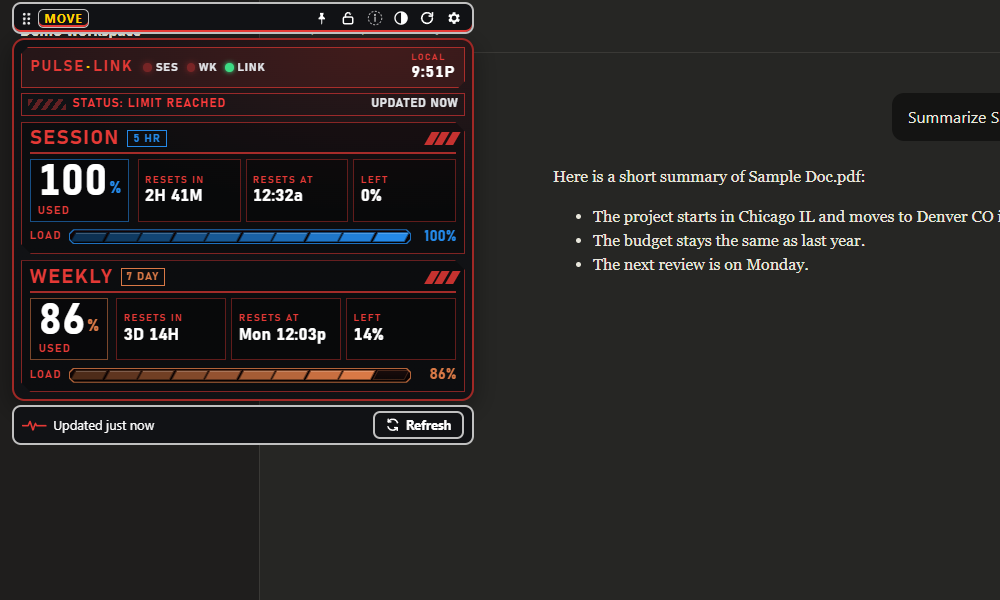 MOVE
PULSE·LINK SES WK LINK LOCAL 9:51P
STATUS: LIMIT REACHED UPDATED NOW
SESSION 5 HR
100% USED
RESETS IN 2H 41M
RESETS AT 12:32a
LEFT 0%
LOAD 100%
WEEKLY 7 DAY
86% USED
RESETS IN 3D 14H
RESETS AT Mon 12:03p
LEFT 14%
LOAD 86%
Updated just now Refresh
Summarize S
Here is a short summary of Sample Doc.pdf:
• The project starts in Chicago IL and moves to Denver CO i
• The budget stays the same as last year.
• The next review is on Monday.